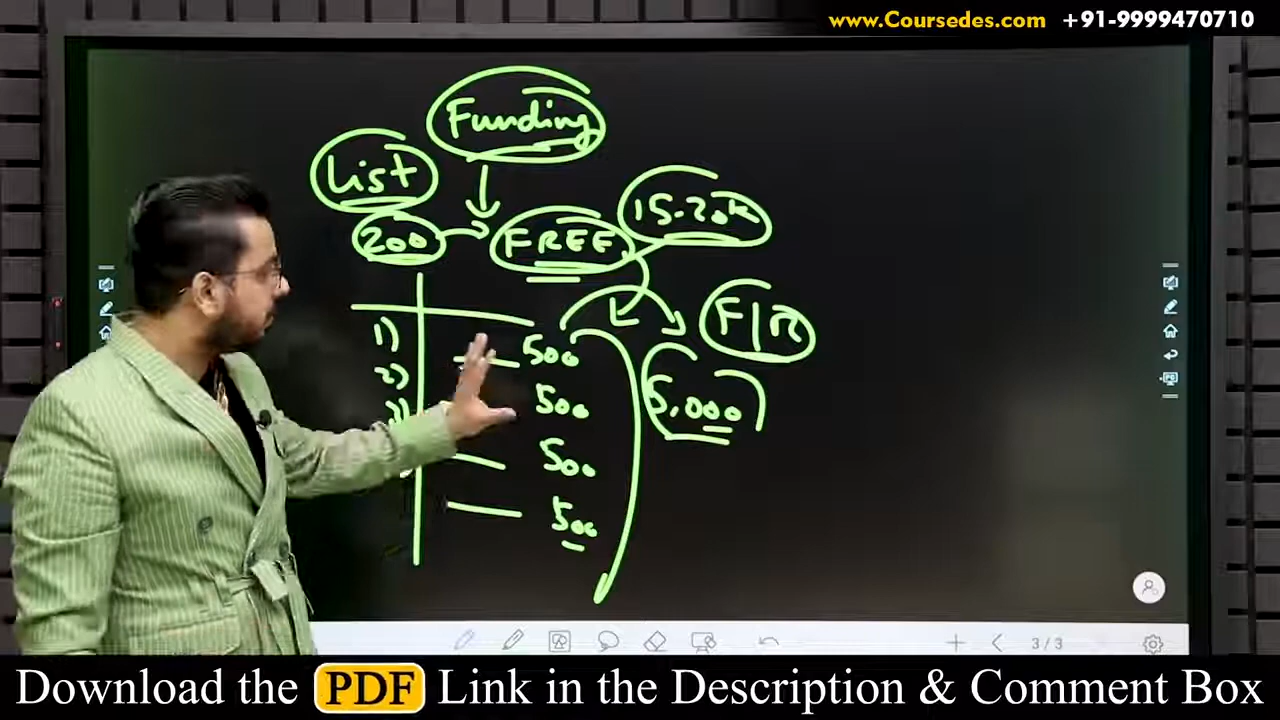 www.Coursedes.com +91-9999470710
Funding
List
200 FREE 15-20k
F/R
1) 500
2) 500
3)
500
500
5,000
3 / 3
Download the PDF Link in the Description & Comment Box